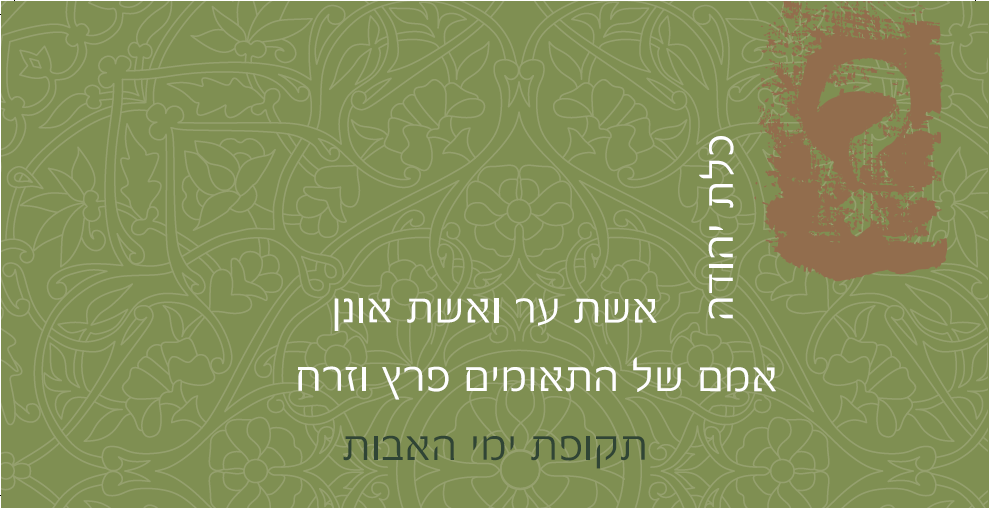 כלת יהודה
אשת ער ואשת אונן
אמם של התאומים פרץ וזרח
תקופת ימי האבות